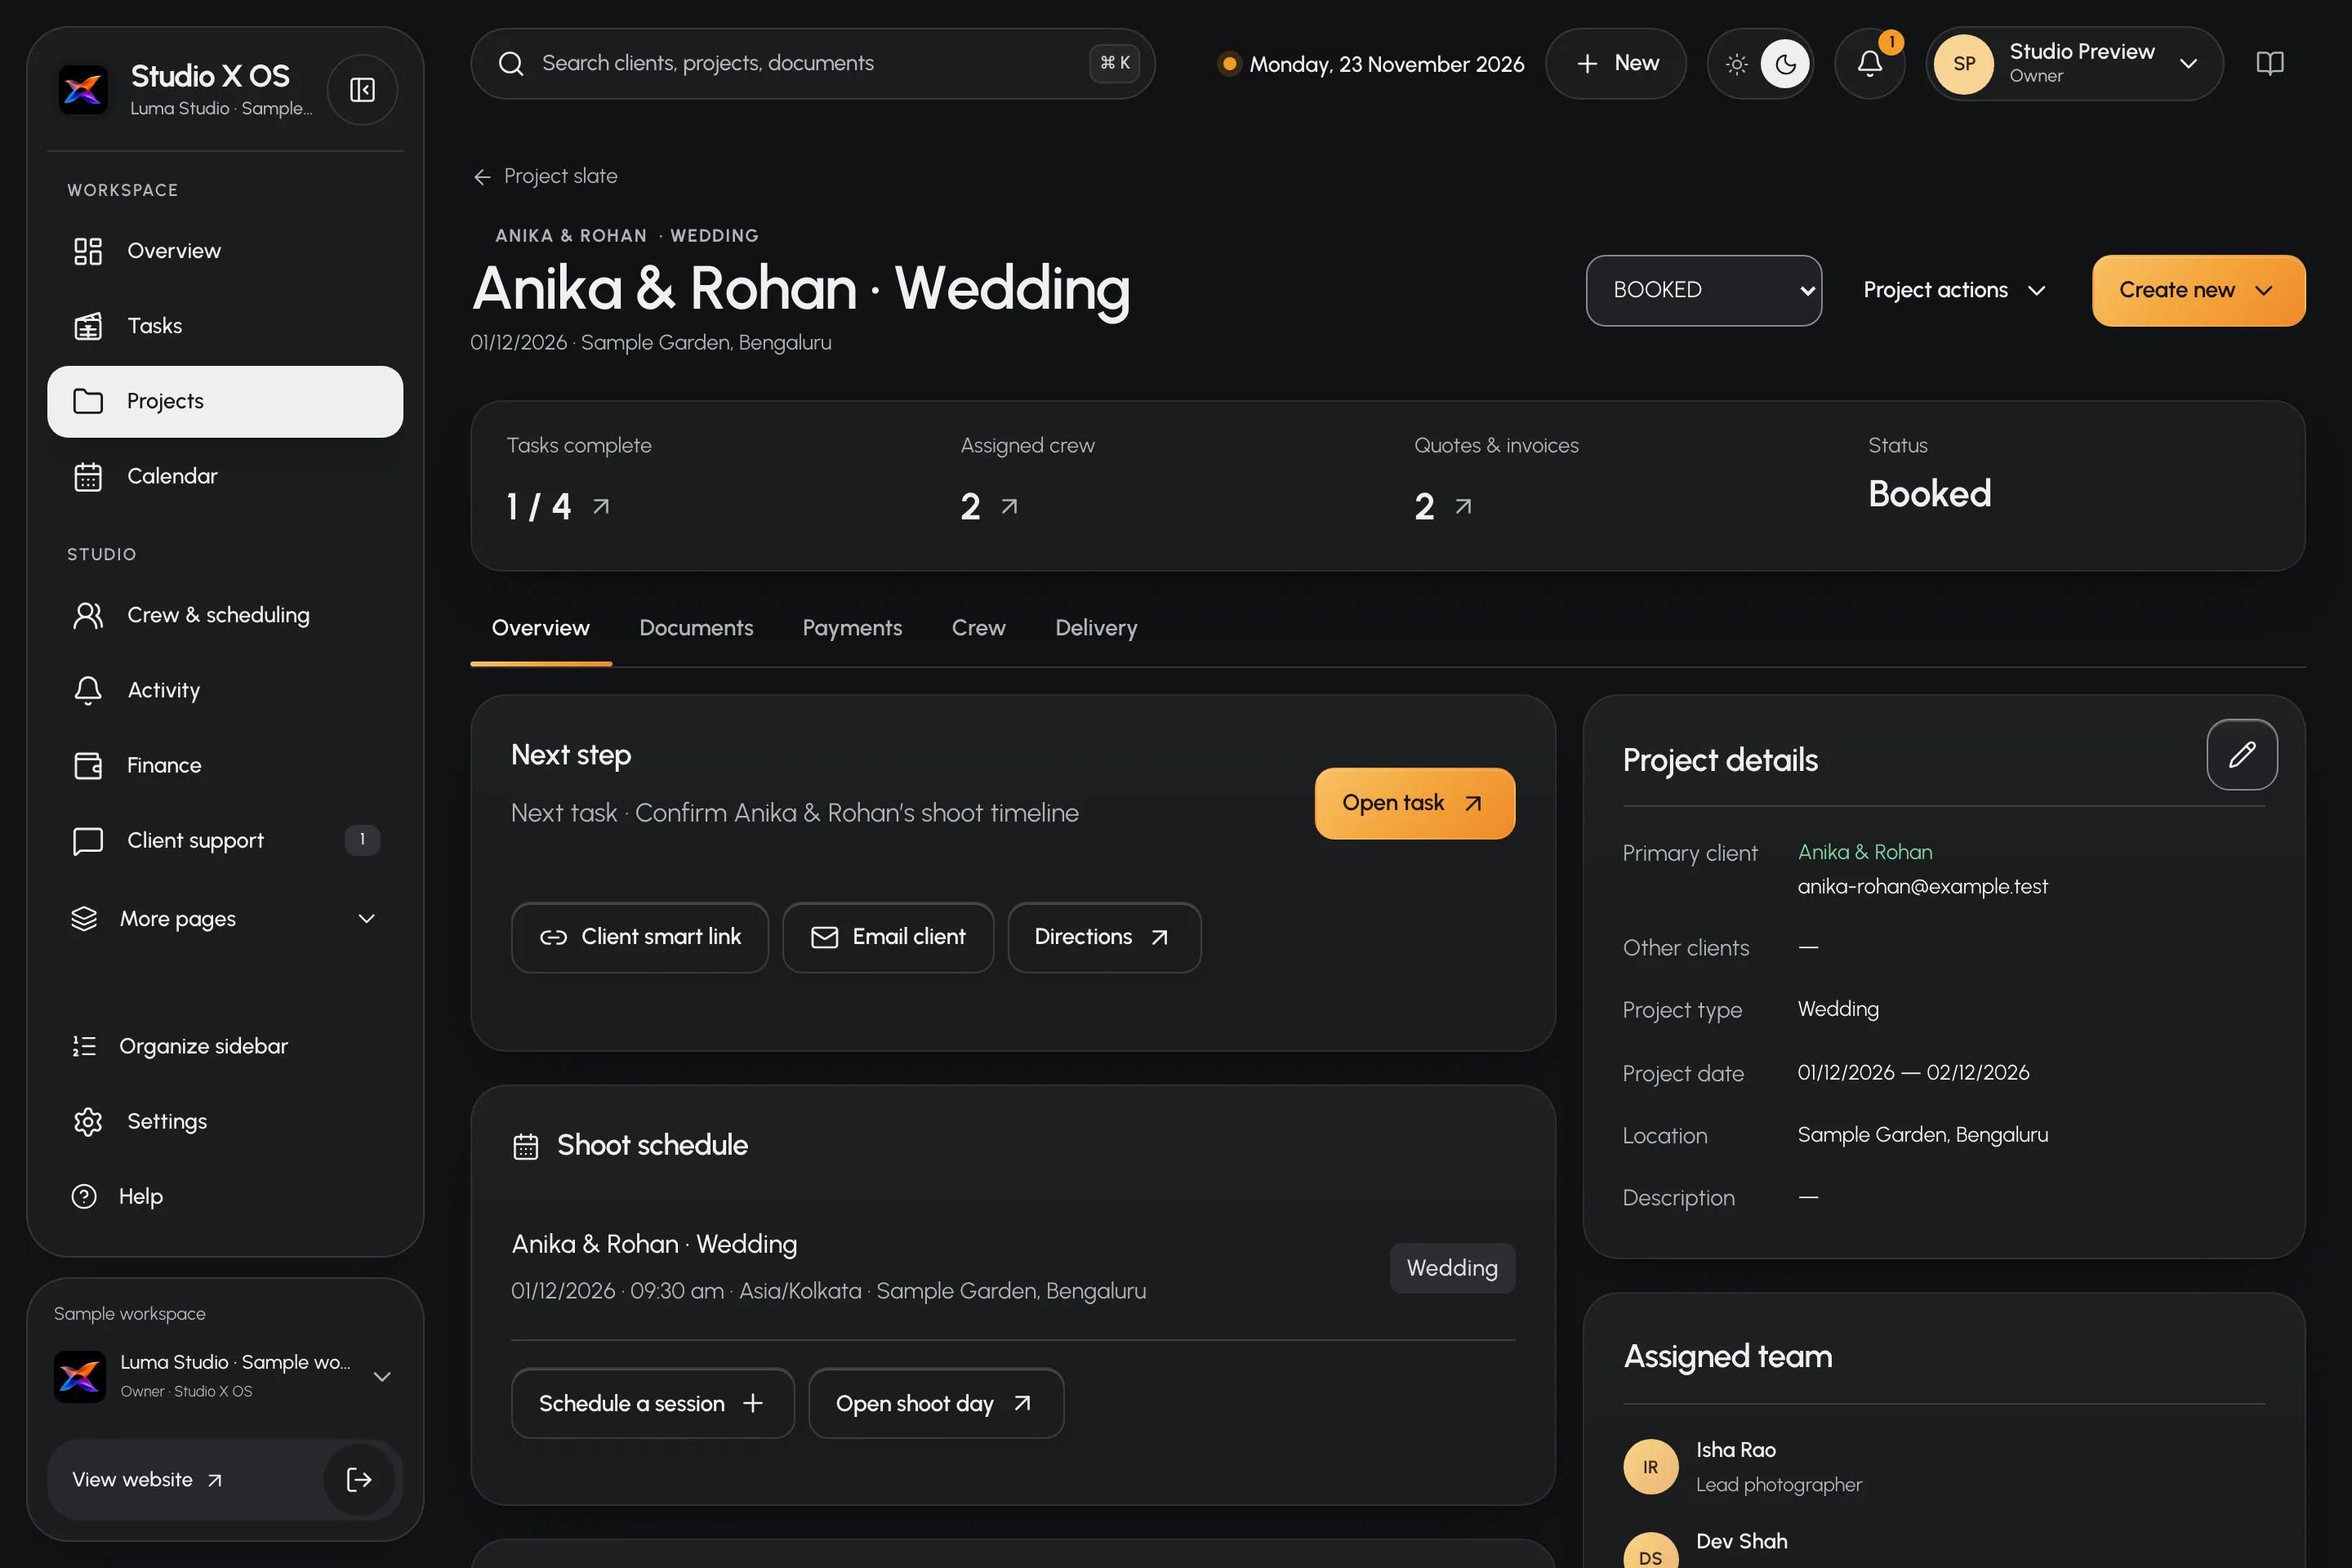 Studio X OS
Luma Studio · Sample...
WORKSPACE
Overview
Tasks
Projects
Calendar
STUDIO
Crew & scheduling
Activity
Finance
Client support 1
More pages
Organize sidebar
Settings
Help
Sample workspace
Luma Studio · Sample wo...
Owner · Studio X OS
View website
Search clients, projects, documents ⌘ K
Monday, 23 November 2026
New
1
SP
Studio Preview
Owner
Project slate
ANIKA & ROHAN · WEDDING
Anika & Rohan · Wedding
01/12/2026 · Sample Garden, Bengaluru
BOOKED
Project actions
Create new
Tasks complete
1 / 4
Assigned crew
2
Quotes & invoices
2
Status
Booked
Overview
Documents
Payments
Crew
Delivery
Next step
Next task · Confirm Anika & Rohan's shoot timeline
Open task
Client smart link
Email client
Directions
Shoot schedule
Anika & Rohan · Wedding
01/12/2026 · 09:30 am · Asia/Kolkata · Sample Garden, Bengaluru
Wedding
Schedule a session
Open shoot day
Project details
Primary client Anika & Rohan
anika-rohan@example.test
Other clients —
Project type Wedding
Project date 01/12/2026 — 02/12/2026
Location Sample Garden, Bengaluru
Description —
Assigned team
IR
Isha Rao
Lead photographer
DS
Dev Shah